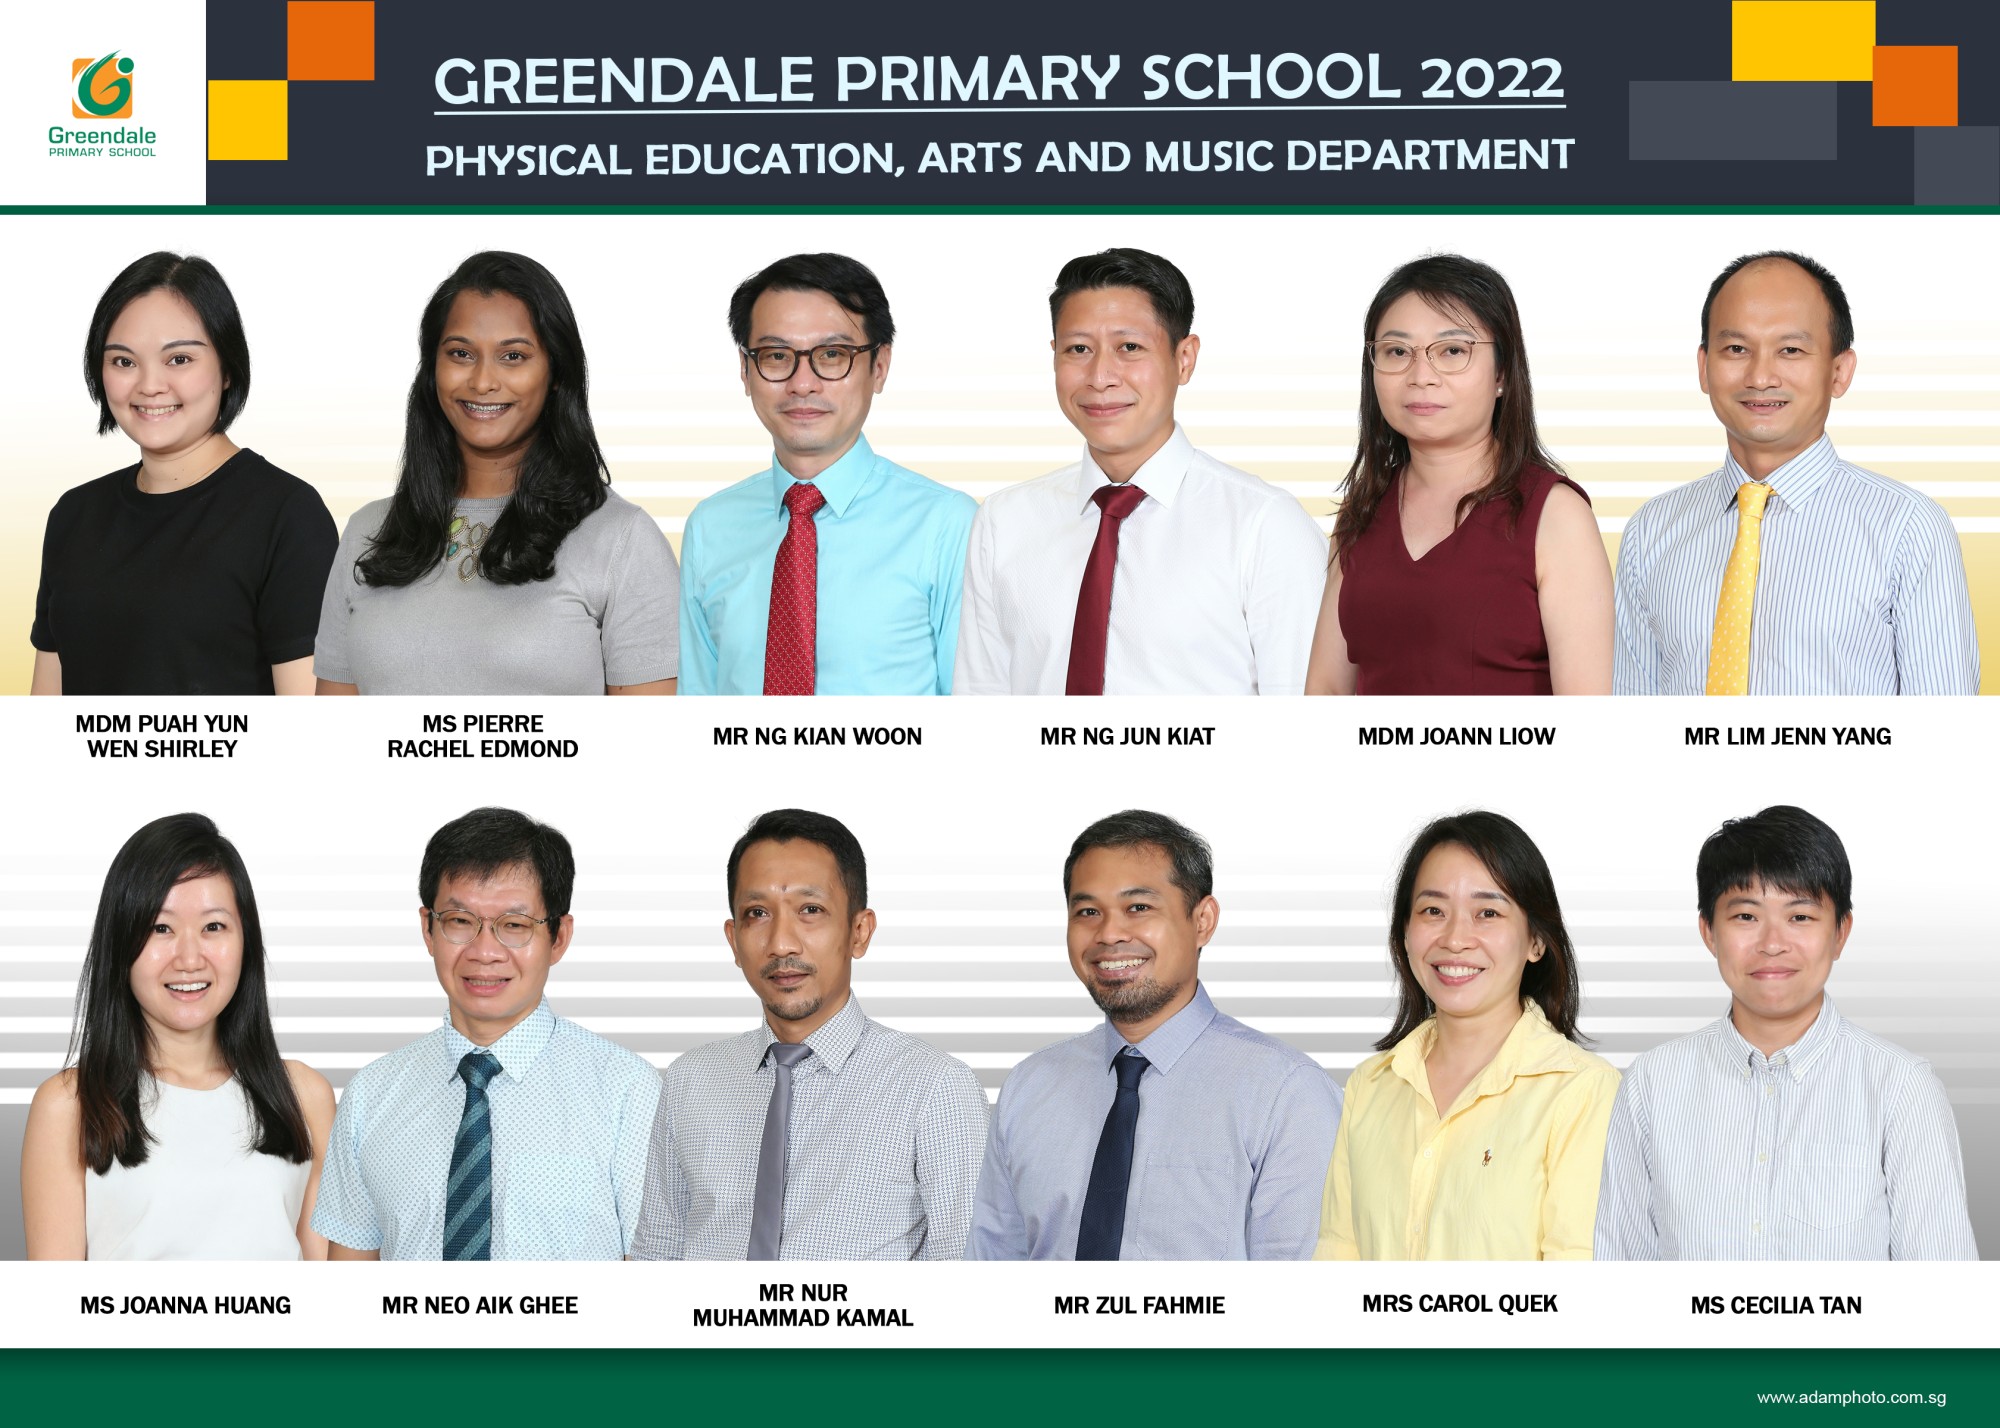 Greendale
PRIMARY SCHOOL
GREENDALE PRIMARY SCHOOL 2022
PHYSICAL EDUCATION, ARTS AND MUSIC DEPARTMENT
MDM PUAH YUN
WEN SHIRLEY
MS PIERRE
RACHEL EDMOND
MR NG KIAN WOON
MR NG JUN KIAT
MDM JOANN LIOW
MR LIM JENN YANG
MS JOANNA HUANG
MR NEO AIK GHEE
MR NUR
MUHAMMAD KAMAL
MR ZUL FAHMIE
MRS CAROL QUEK
MS CECILIA TAN
www.adamphoto.com.sg